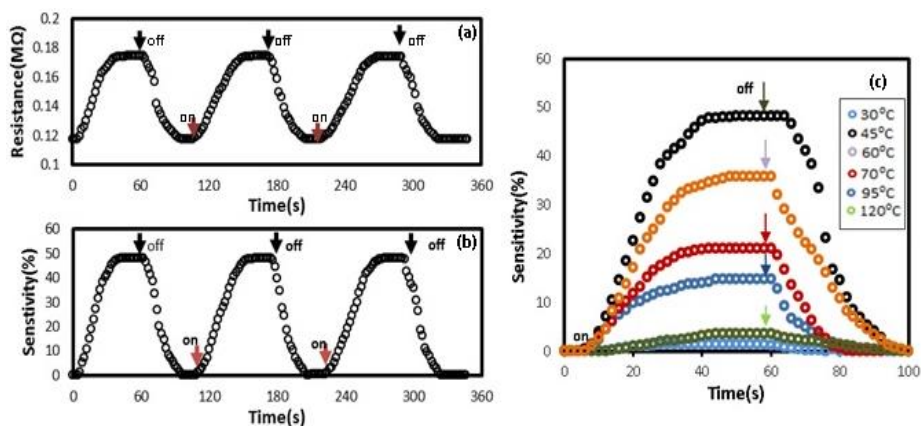 (a)
Resistance(MΩ)
0.2
0.18
0.16
0.14
0.12
0.1
off
off
off
on
on
0 60 120 180 240 300 360
Time(s)
(b)
Senstivity(%)
60
50
40
30
20
10
0
off
off
off
on
on
0 60 120 180 240 300 360
Time(s)
(c)
Sensitivity(%)
60
50
40
30
20
10
0
off
on
30°C
45°C
60°C
70°C
95°C
120°C
0 20 40 60 80 100
Time(s)